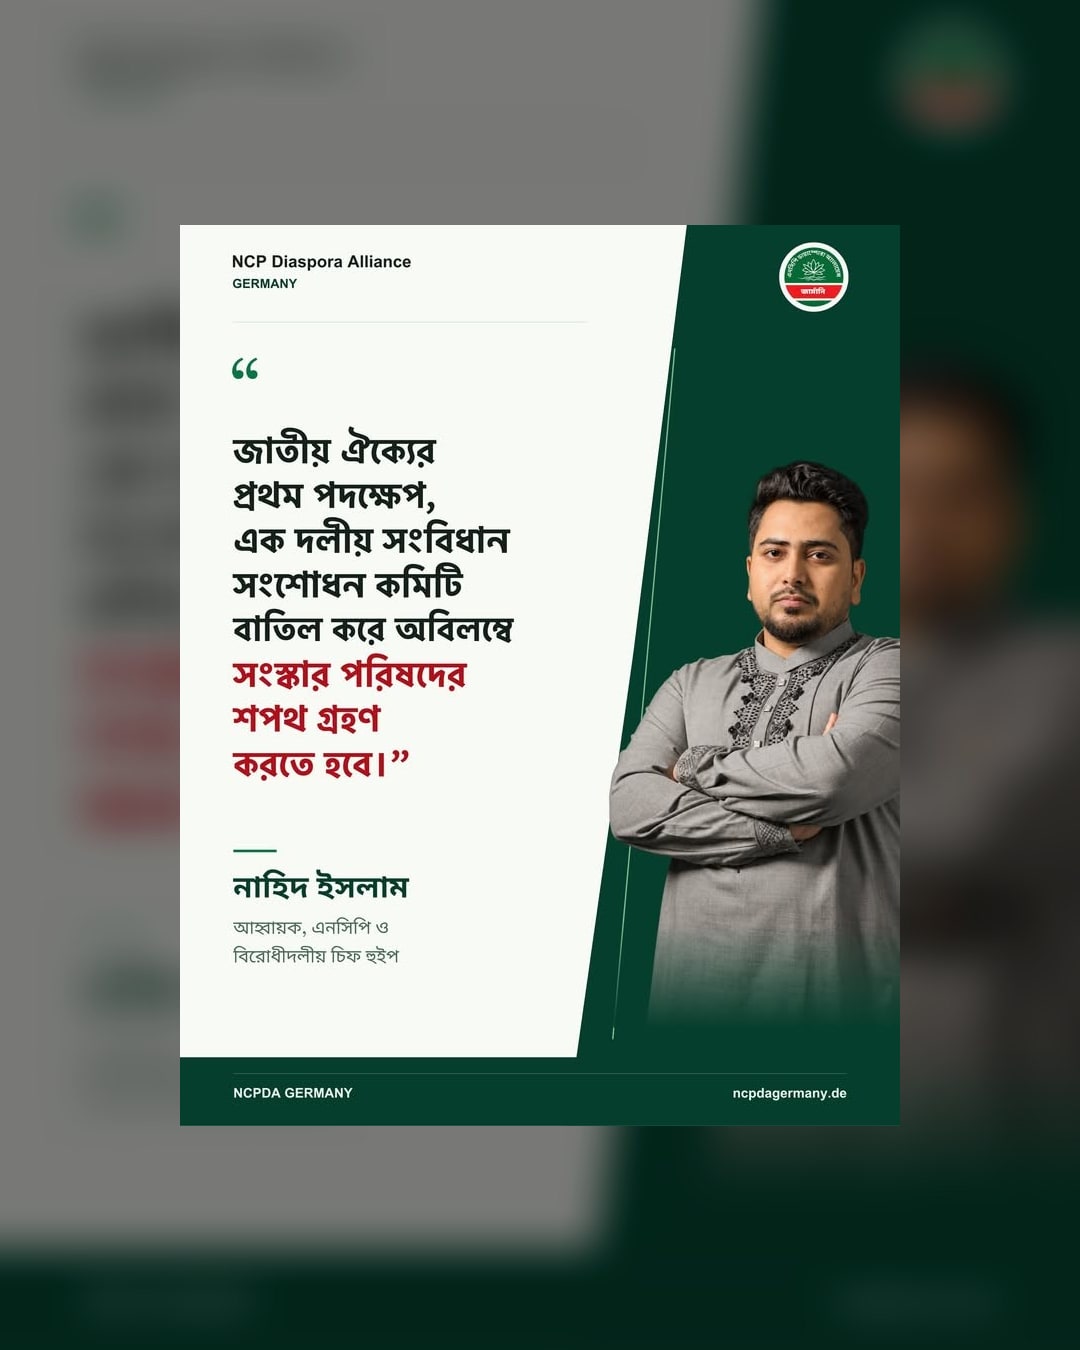 NCP Diaspora Alliance
GERMANY
এনসিপি ডায়াস্পোরা অ্যালায়েন্স
জার্মানি
“
জাতীয় ঐক্যের
প্রথম পদক্ষেপ,
এক দলীয় সংবিধান
সংশোধন কমিটি
বাতিল করে অবিলম্বে
সংস্কার পরিষদের
শপথ গ্রহণ
করতে হবে।”
নাহিদ ইসলাম
আহ্বায়ক, এনসিপি ও
বিরোধীদলীয় চিফ হুইপ
NCPDA GERMANY
ncpdagermany.de